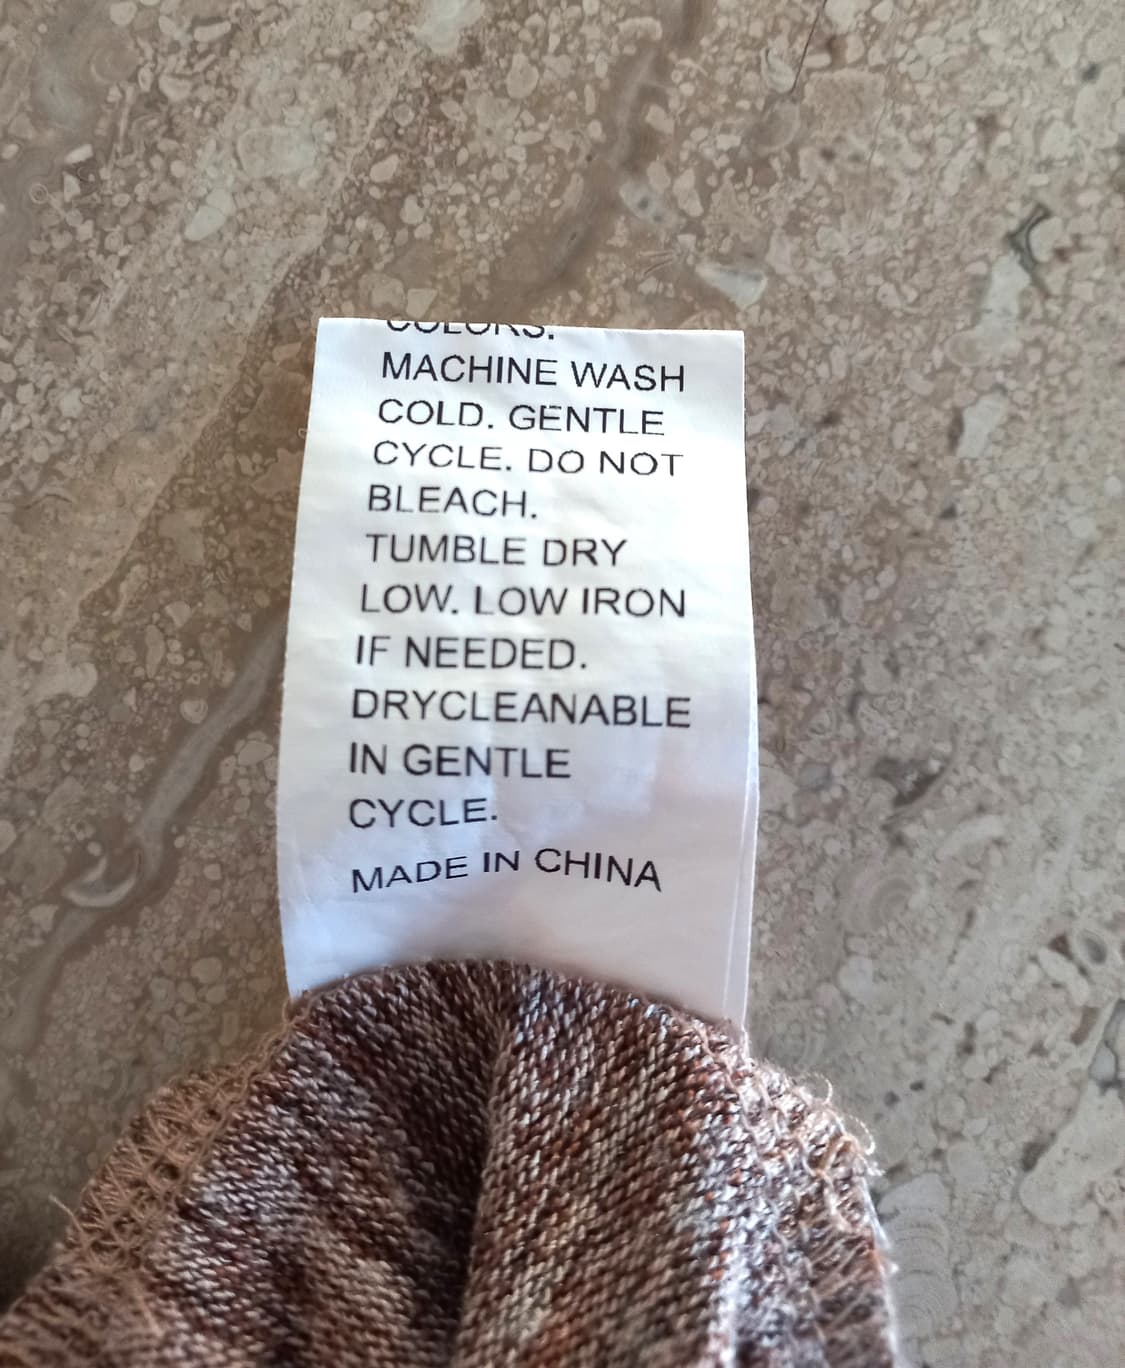 COLORS.
MACHINE WASH
COLD. GENTLE
CYCLE. DO NOT
BLEACH.
TUMBLE DRY
LOW. LOW IRON
IF NEEDED.
DRYCLEANABLE
IN GENTLE
CYCLE.
MADE IN CHINA